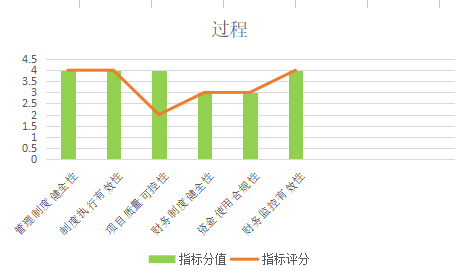 过程
4.5
4
3.5
3
2.5
2
1.5
1
0.5
0
管理制度健全性
制度执行有效性
项目质量可控性
财务制度健全性
资金使用合规性
财务监控有效性
指标分值
指标评分